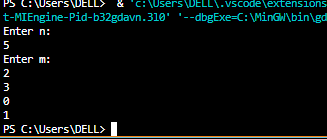 PS C:\Users\DELL>  & 'c:\Users\DELL\.vscode\extensions
t-MIEngine-Pid-b32gdavn.3l0' '--dbgExe=C:\MinGW\bin\gd
Enter n:
5
Enter m:
2
3
0
1
PS C:\Users\DELL>